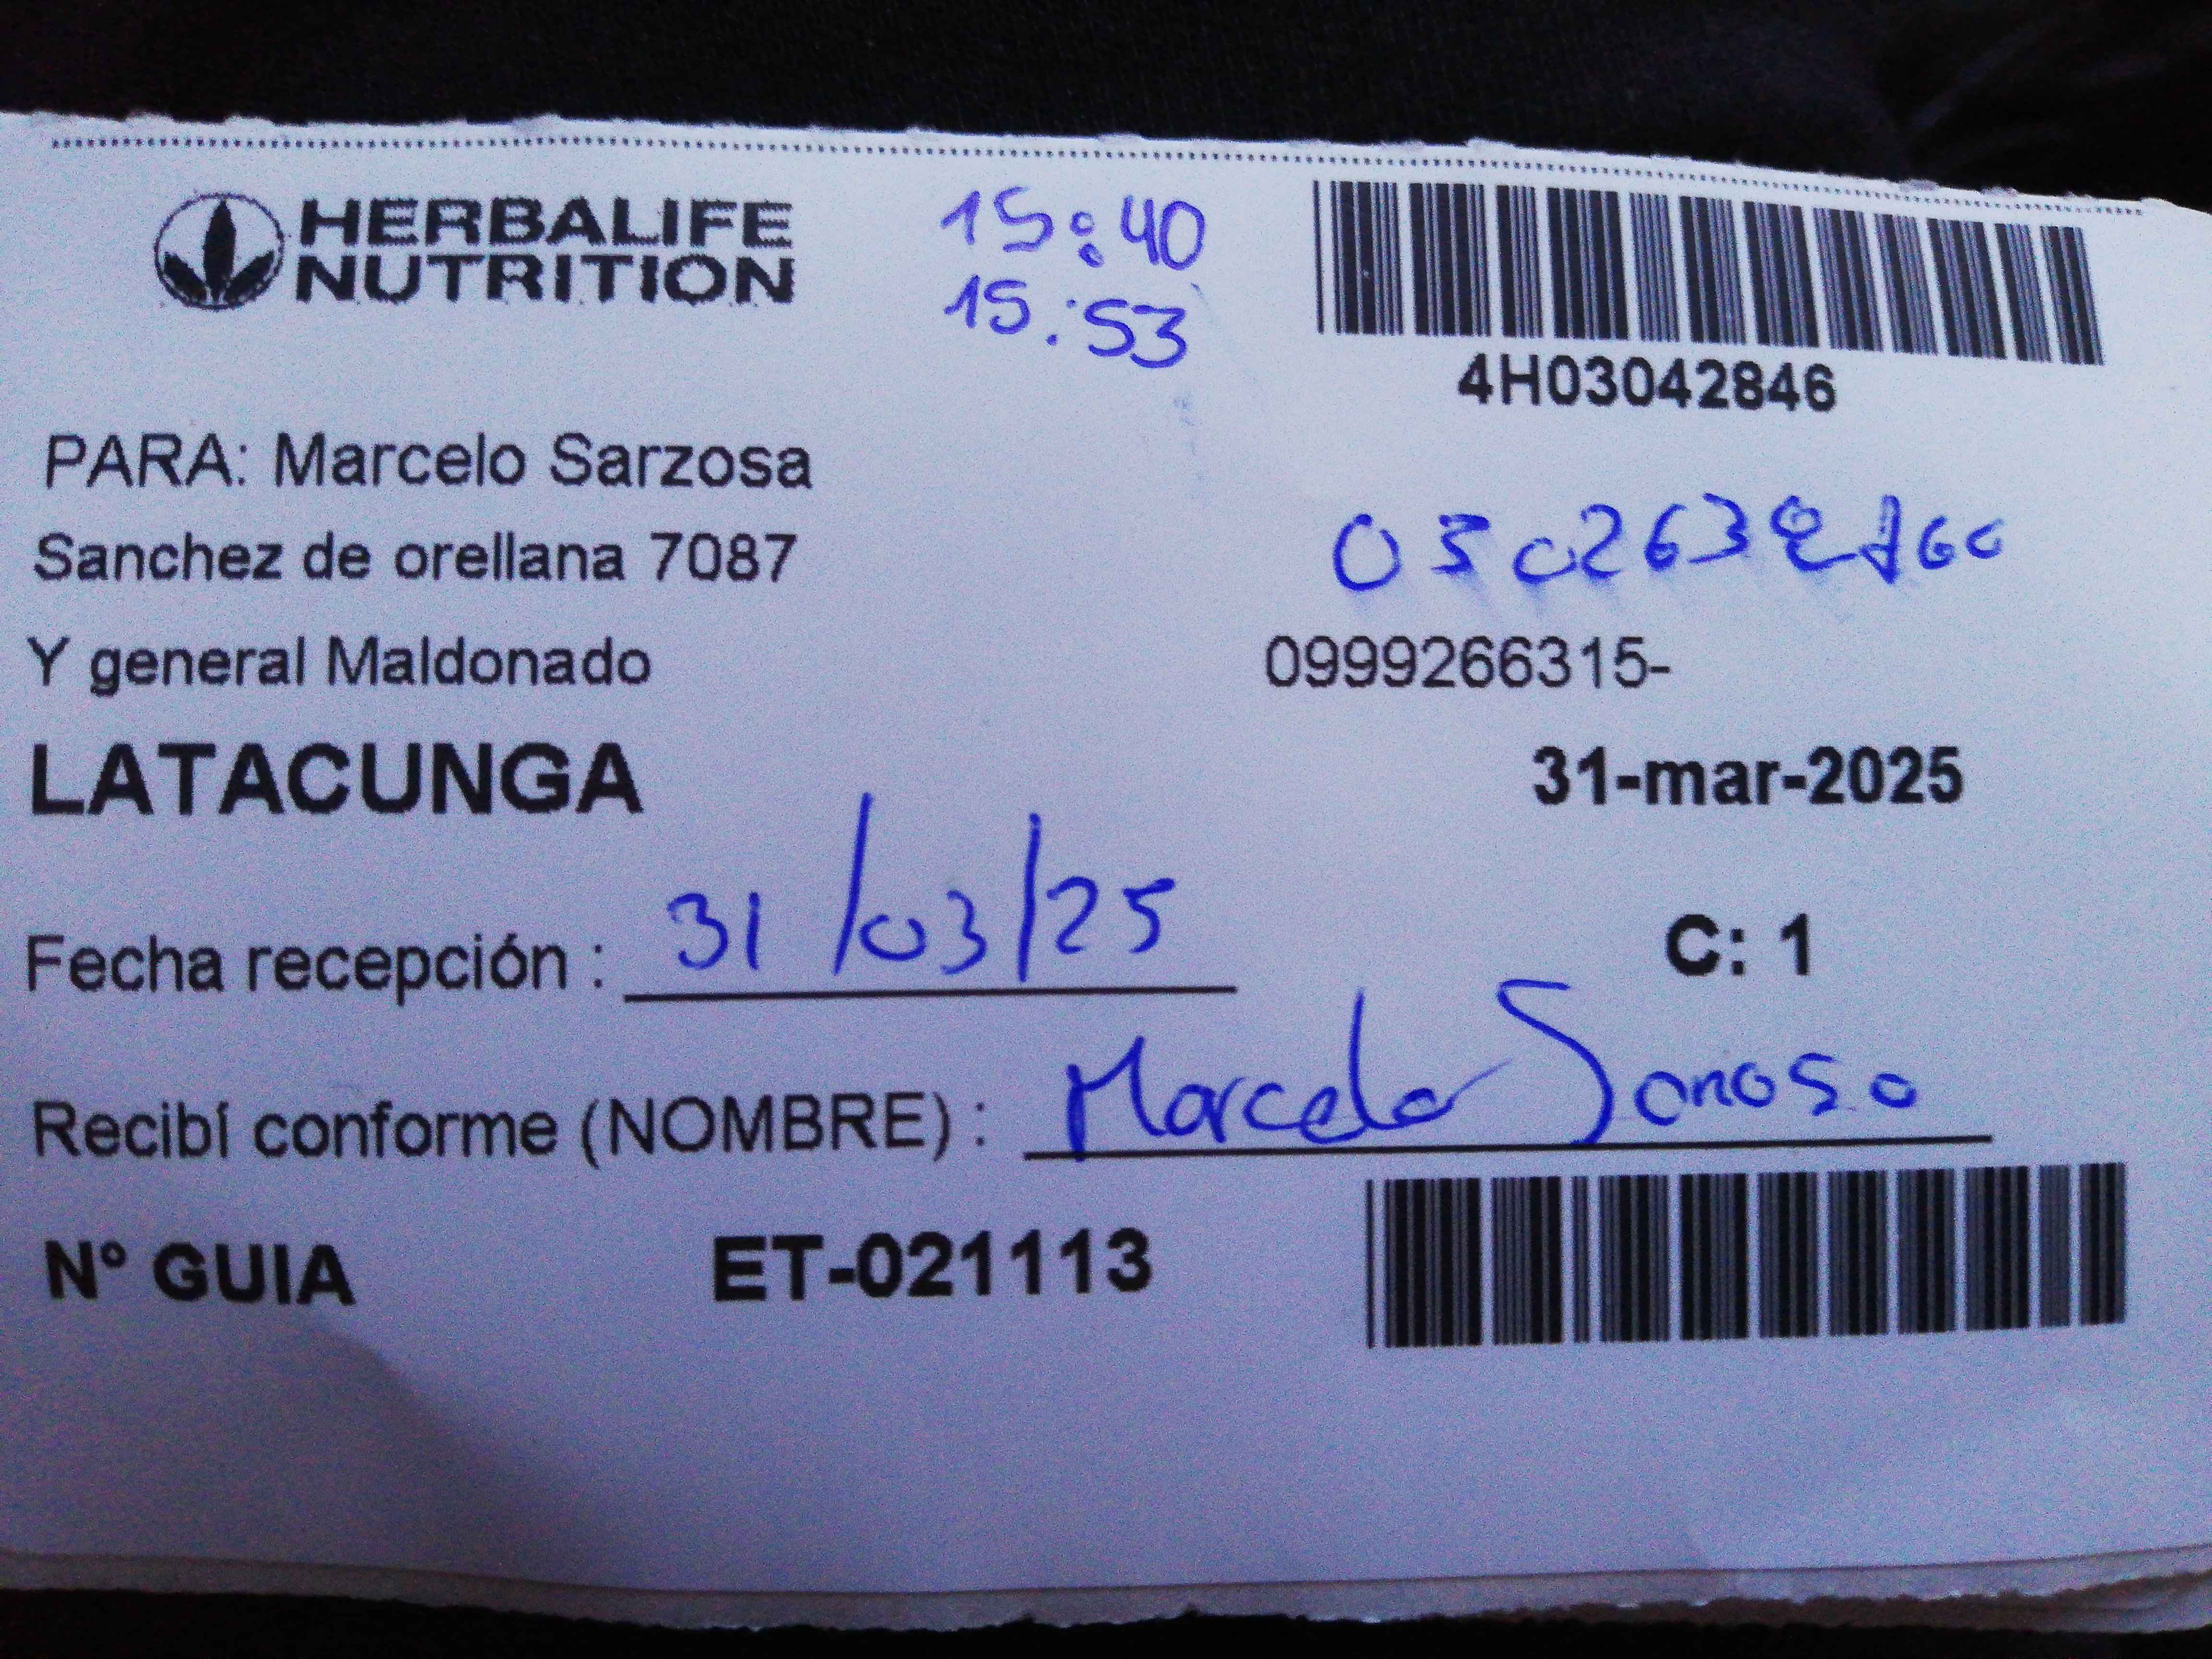 HERBALIFE
NUTRITION
15:40
15:53
4H03042846
PARA: Marcelo Sarzosa
Sanchez de orellana 7087
Y general Maldonado
0999266315-
LATACUNGA
31-mar-2025
Fecha recepción : 31/03/25
C: 1
Recibí conforme (NOMBRE) : Marcelo
N° GUIA ET-021113